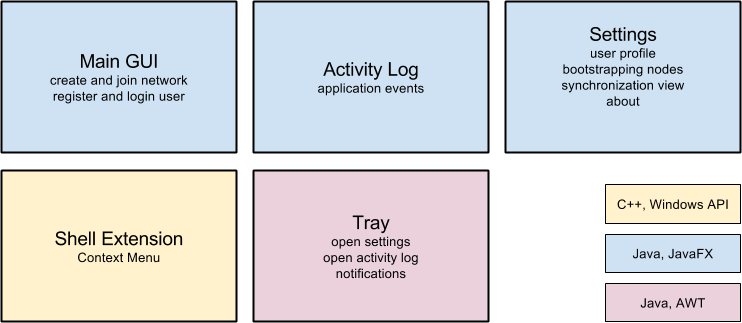 Main GUI
create and join network
register and login user
Activity Log
application events
Settings
user profile
bootstrapping nodes
synchronization view
about
Shell Extension
Context Menu
Tray
open settings
open activity log
notifications
C++, Windows API
Java, JavaFX
Java, AWT